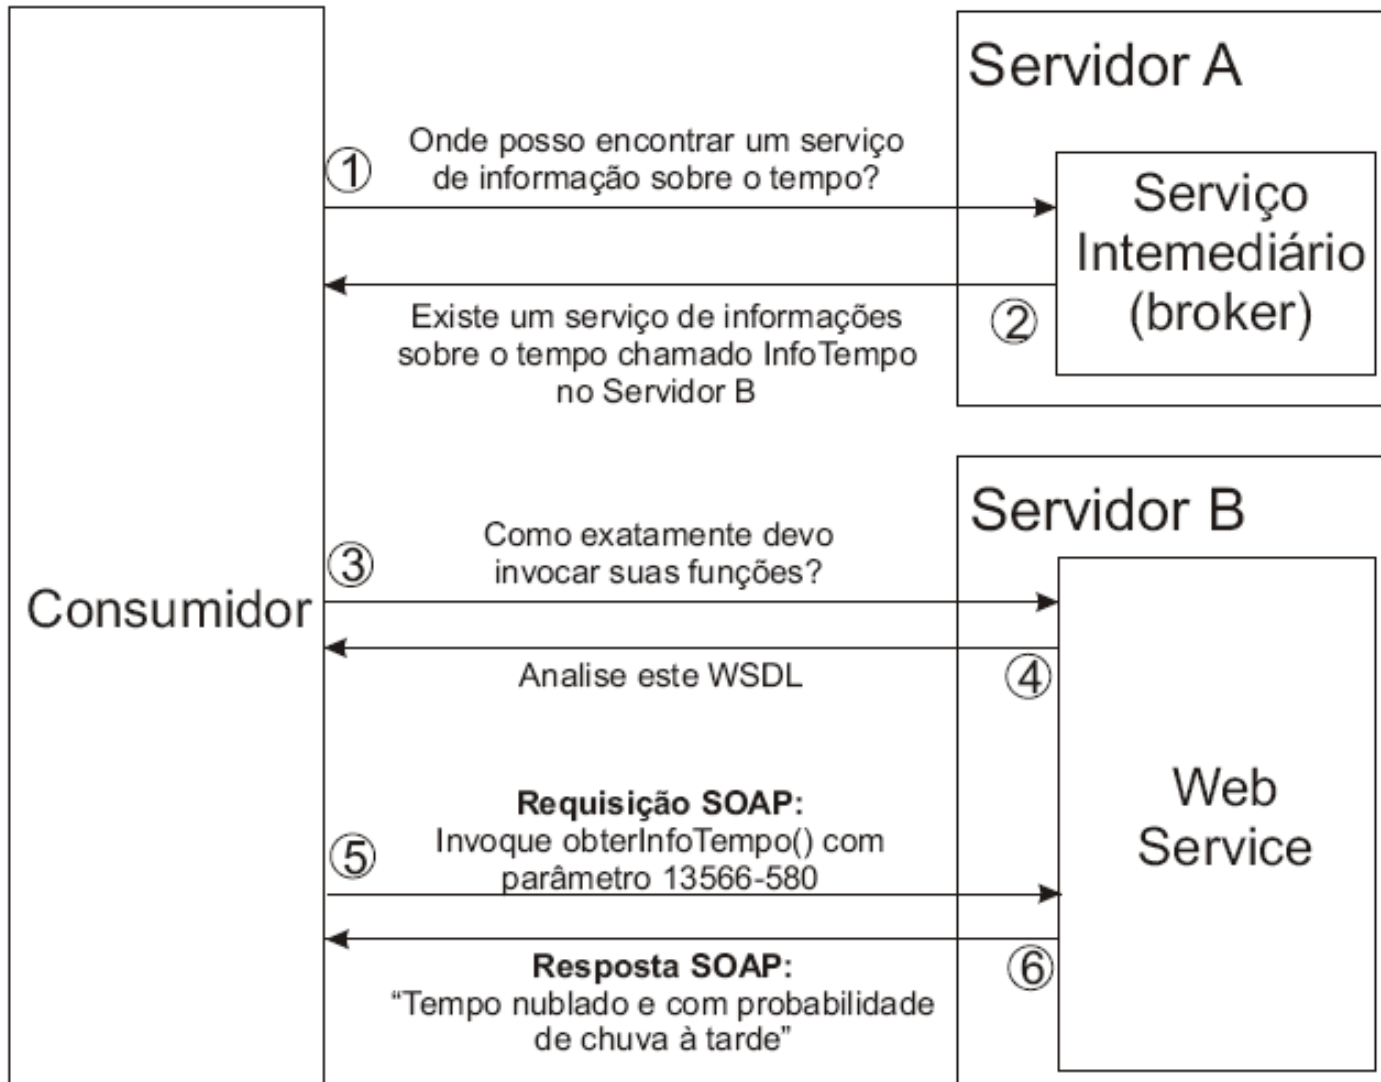 Servidor A
Onde posso encontrar um serviço
de informação sobre o tempo?
1
Serviço
Intemediário
(broker)
2
Existe um serviço de informações
sobre o tempo chamado InfoTempo
no Servidor B
Servidor B
Como exatamente devo
invocar suas funções?
3
Consumidor
Analise este WSDL
4
Requisição SOAP:
Invoque obterInfoTempo() com
parâmetro 13566-580
5
Web
Service
6
Resposta SOAP:
“Tempo nublado e com probabilidade
de chuva à tarde”